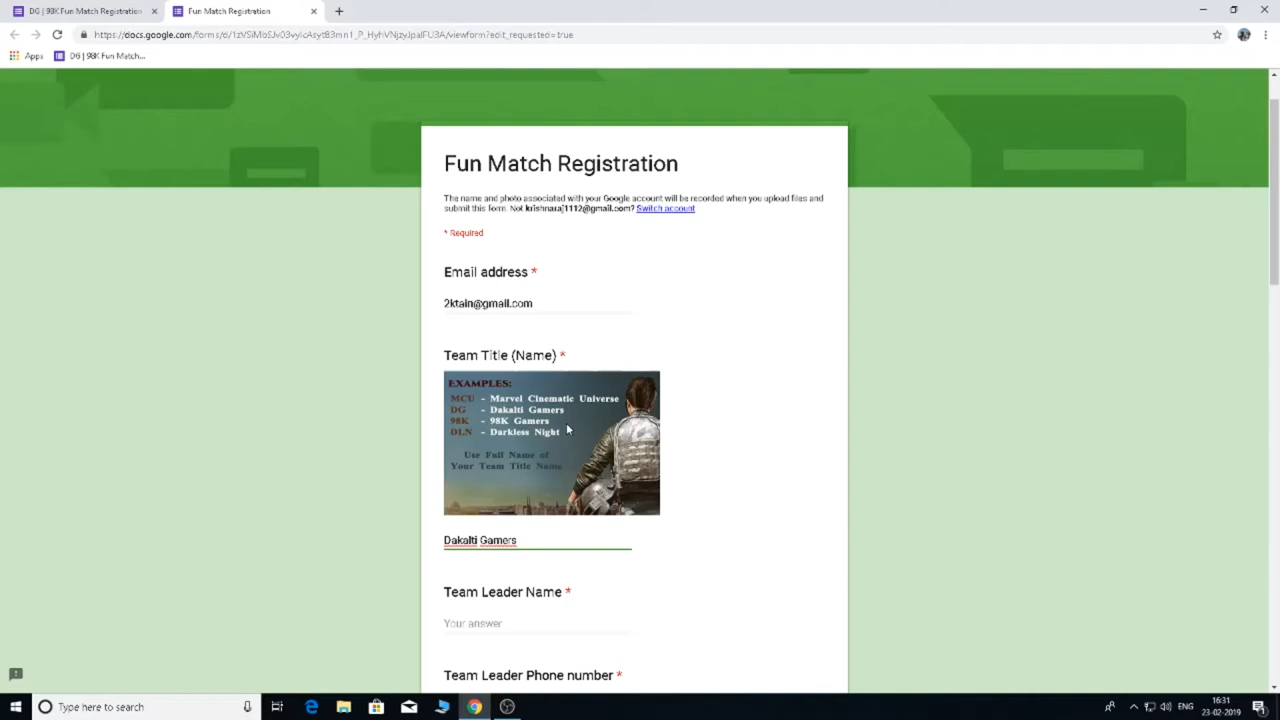 DG | 98K Fun Match Registration
Fun Match Registration
Apps
DG | 98K Fun Match...
Fun Match Registration
The name and photo associated with your Google account will be recorded when you upload files and
submit this form. Not krishnaraj1112@gmail.com? Switch account
* Required
Email address *
2ktain@gmail.com
Team Title (Name) *
EXAMPLES:
MCU - Marvel Cinematic Universe
DG - Dakalti Gamers
98K - 98K Gamers
DLN - Darkless Night
Use Full Name of
Your Team Title Name
Dakalti Gamers
Team Leader Name *
Your answer
Team Leader Phone number *
Type here to search
ENG
16:31
23-02-2019